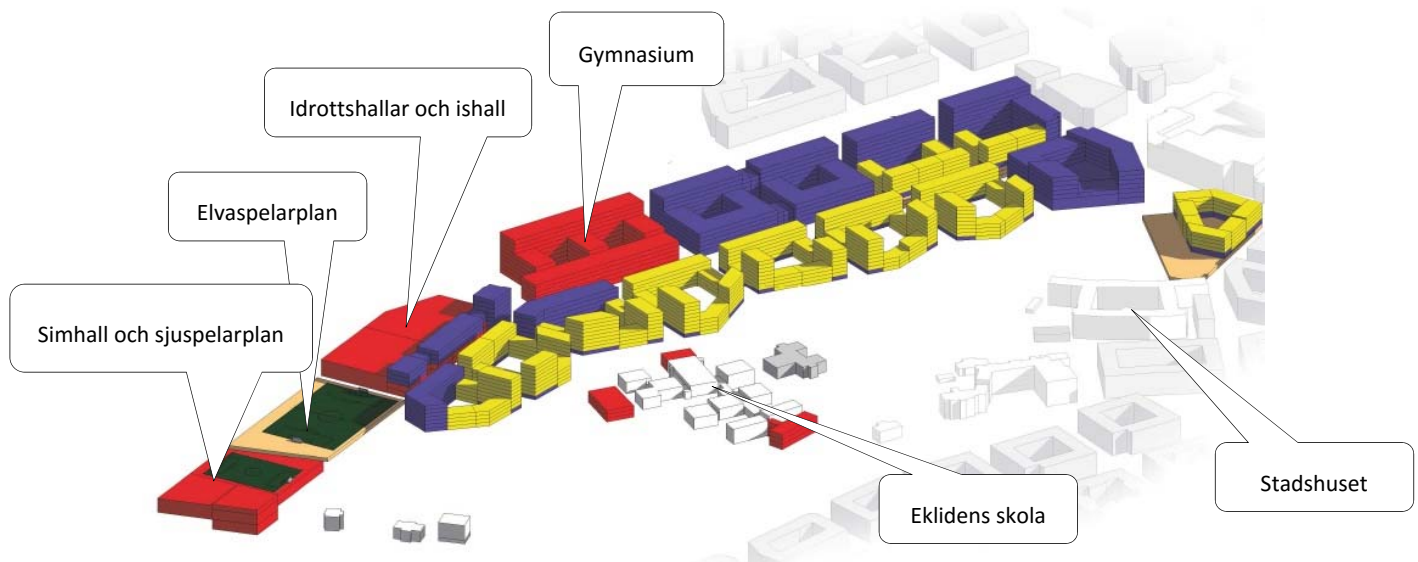 Gymnasium
Idrottshallar och ishall
Elvaspelarplan
Simhall och sjuspelarplan
Stadshuset
Eklidens skola